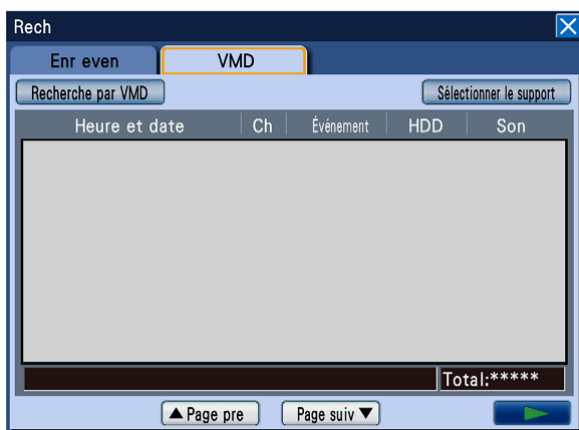 Rech
Enr even VMD
Recherche par VMD Sélectionner le support
Heure et date Ch Événement HDD Son
Total:*****
▲ Page pre Page suiv ▼